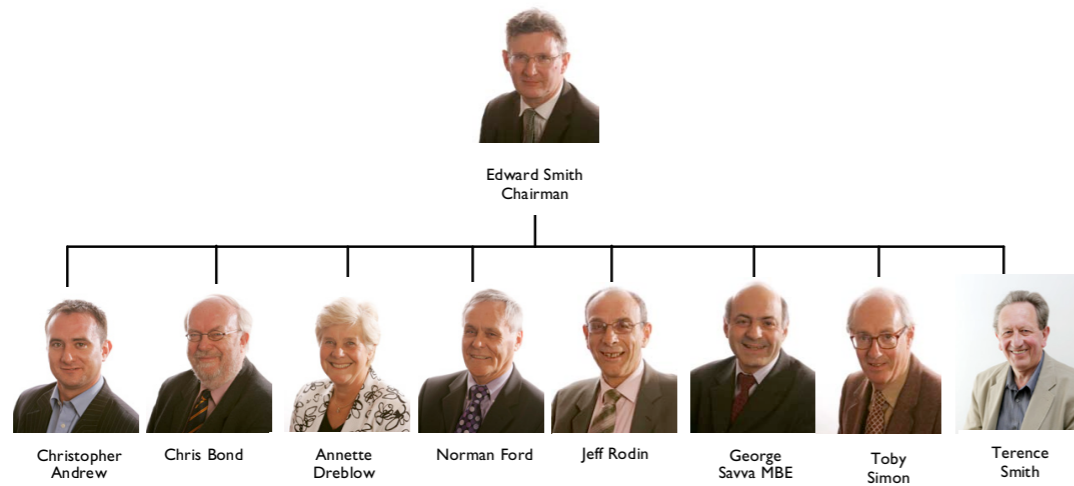 Edward Smith
Chairman
Christopher
Andrew
Chris Bond
Annette
Dreblow
Norman Ford
Jeff Rodin
George
Savva MBE
Toby
Simon
Terence
Smith